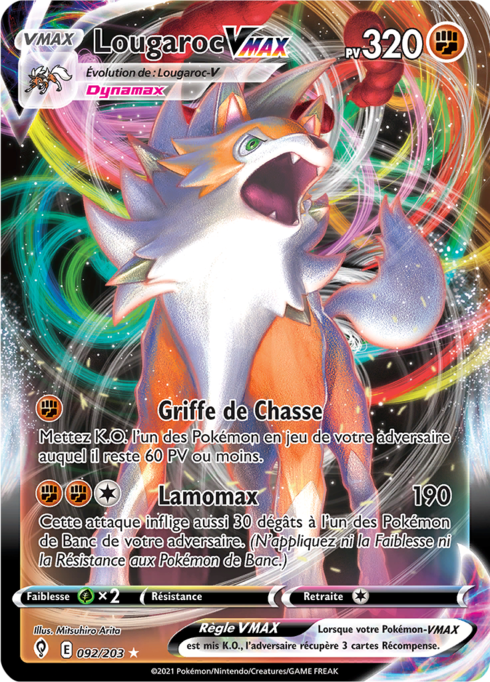 VMAX
Lougaroc VMAX
PV 320
Évolution de : Lougaroc-V
Dynamax
Griffe de Chasse
Mettez K.O. l'un des Pokémon en jeu de votre adversaire
auquel il reste 60 PV ou moins.
Lamomax 190
Cette attaque inflige aussi 30 dégâts à l'un des Pokémon
de Banc de votre adversaire. (N'appliquez ni la Faiblesse ni
la Résistance aux Pokémon de Banc.)
Faiblesse ×2 Résistance Retraite
Illus. Mitsuhiro Arita
E 092/203 ★
Règle VMAX Lorsque votre Pokémon-VMAX
est mis K.O., l'adversaire récupère 3 cartes Récompense.
©2021 Pokémon/Nintendo/Creatures/GAME FREAK